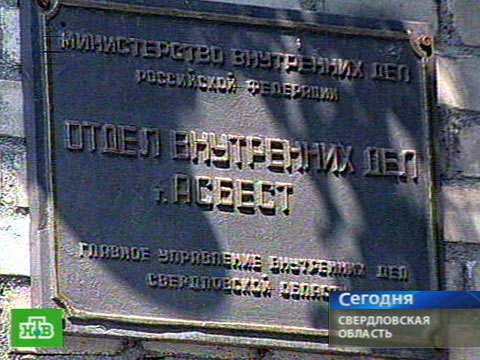 МИНИСТЕРСТВО ВНУТРЕННИХ ДЕЛ
РОССИЙСКОЙ ФЕДЕРАЦИИ
ОТДЕЛ ВНУТРЕННИХ ДЕЛ
г. АСБЕСТ
ГЛАВНОЕ УПРАВЛЕНИЕ ВНУТРЕННИХ ДЕЛ
СВЕРДЛОВСКОЙ ОБЛАСТИ
Сегодня
СВЕРДЛОВСКАЯ
ОБЛАСТЬ
НТВ